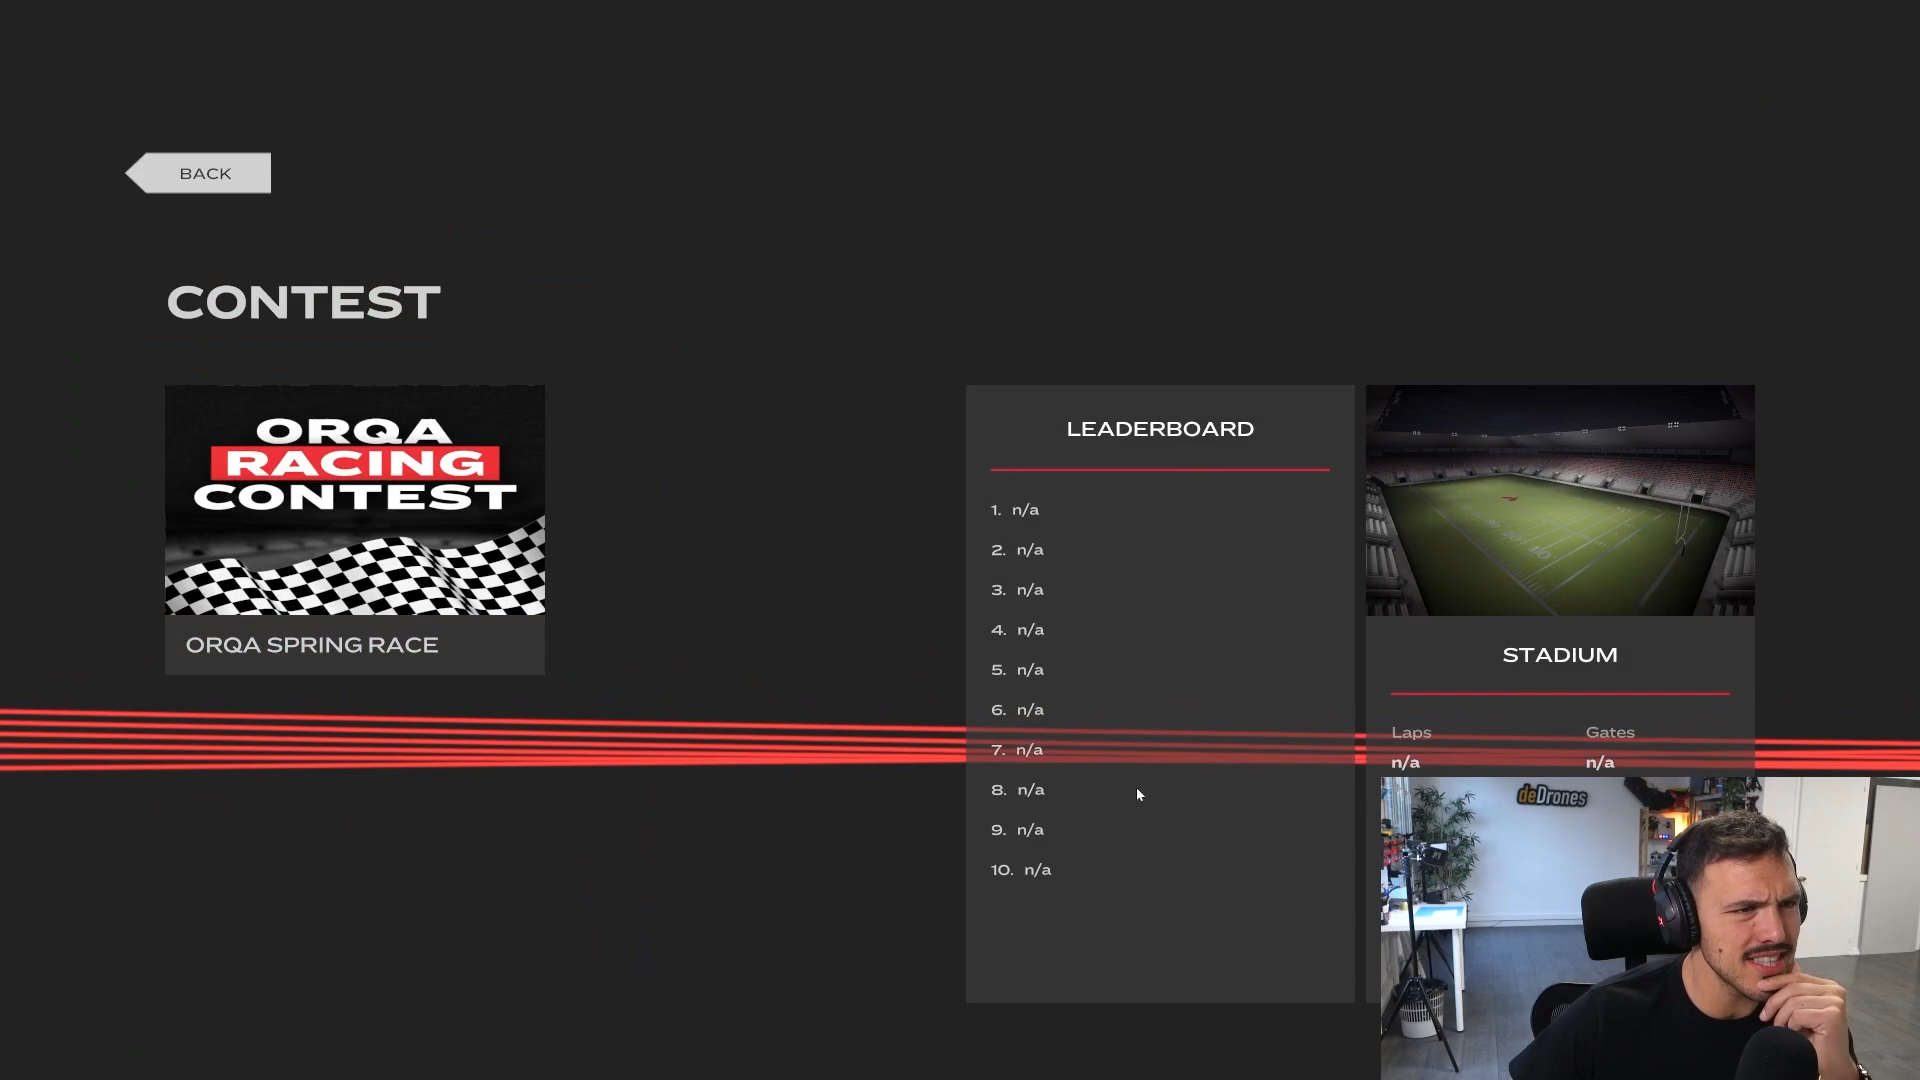 BACK
CONTEST
ORQA
RACING
CONTEST
ORQA SPRING RACE
LEADERBOARD
1. n/a
2. n/a
3. n/a
4. n/a
5. n/a
6. n/a
7. n/a
8. n/a
9. n/a
10. n/a
STADIUM
Laps
Gates
n/a
n/a
deDrones